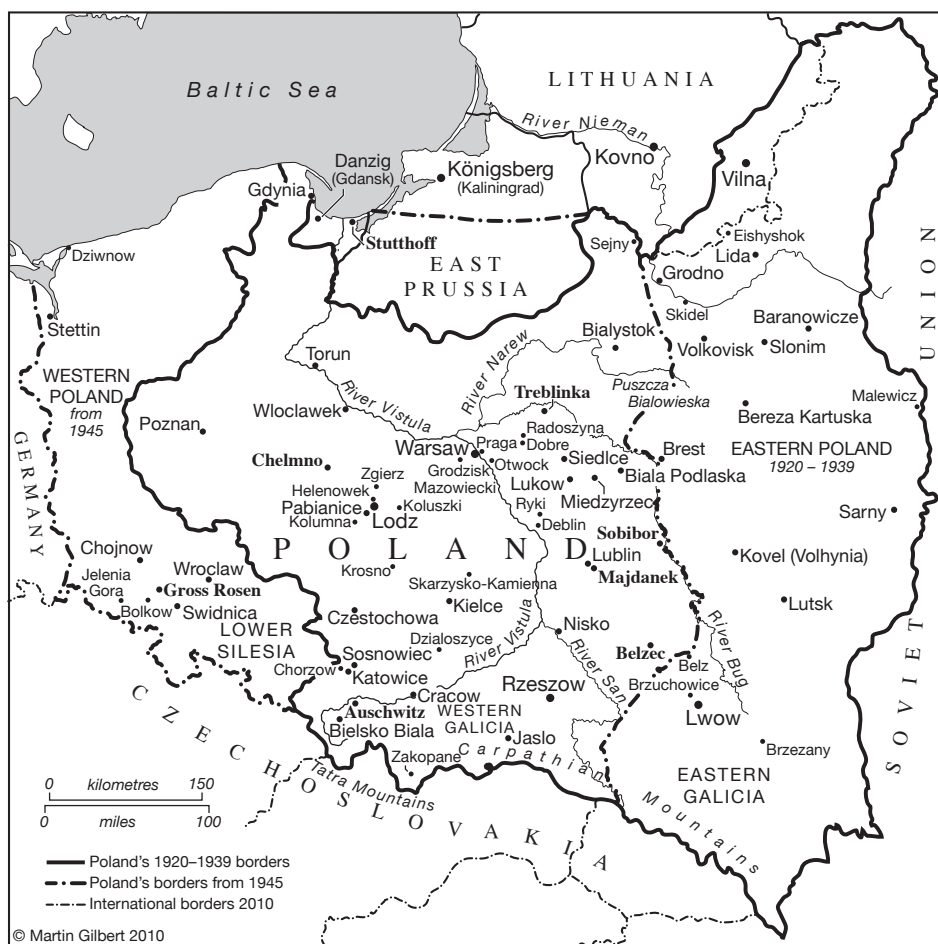 LITHUANIA
Baltic Sea
River Nieman
Kovno
Danzig
(Gdansk)
Königsberg
(Kaliningrad)
Vilna
Gdynia
Stutthoff
Sejny
Eishyshok
Lida
Dziwnow
EAST
PRUSSIA
Grodno
UNION
Stettin
Skidel
Baranowicze
Bialystok
Volkovisk
Slonim
Torun
River Narew
WESTERN
POLAND
from
1945
Puszcza
Bialowieska
Treblinka
Malewicz
River Vistula
Wloclawek
Bereza Kartuska
Poznan
Radoszyna
Praga
Dobre
Warsaw
EASTERN POLAND
1920 – 1939
Brest
GERMANY
Chelmno
Grodzisk
Mazowiecki
Otwock
Siedlce
Biala Podlaska
Zgierz
Lukow
Helenowek
Miedzyrzec
Pabianice
Koluszki
Ryki
Sarny
Kolumna
Lodz
Deblin
Sobibor
POLAND
Chojnow
Lublin
Kovel (Volhynia)
Krosno
Majdanek
Wroclaw
Jelenia
Gora
Skarzysko-Kamienna
Gross Rosen
Bolkow
Swidnica
Kielce
Lutsk
Czestochowa
LOWER
SILESIA
River Vistula
Nisko
Dzialoszyce
River Bug
Sosnowiec
Belzec
Belz
SOVIET
Chorzow
Katowice
River San
Brzuchowice
Cracow
Rzeszow
Auschwitz
WESTERN
GALICIA
Lwow
Bielsko Biala
Jaslo
Brzezany
Zakopane
Carpathian
Mountains
EASTERN
GALICIA
Tatra Mountains
CZECHOSLOVAKIA
0 kilometres 150
0 miles 100
Poland's 1920–1939 borders
Poland's borders from 1945
International borders 2010
© Martin Gilbert 2010